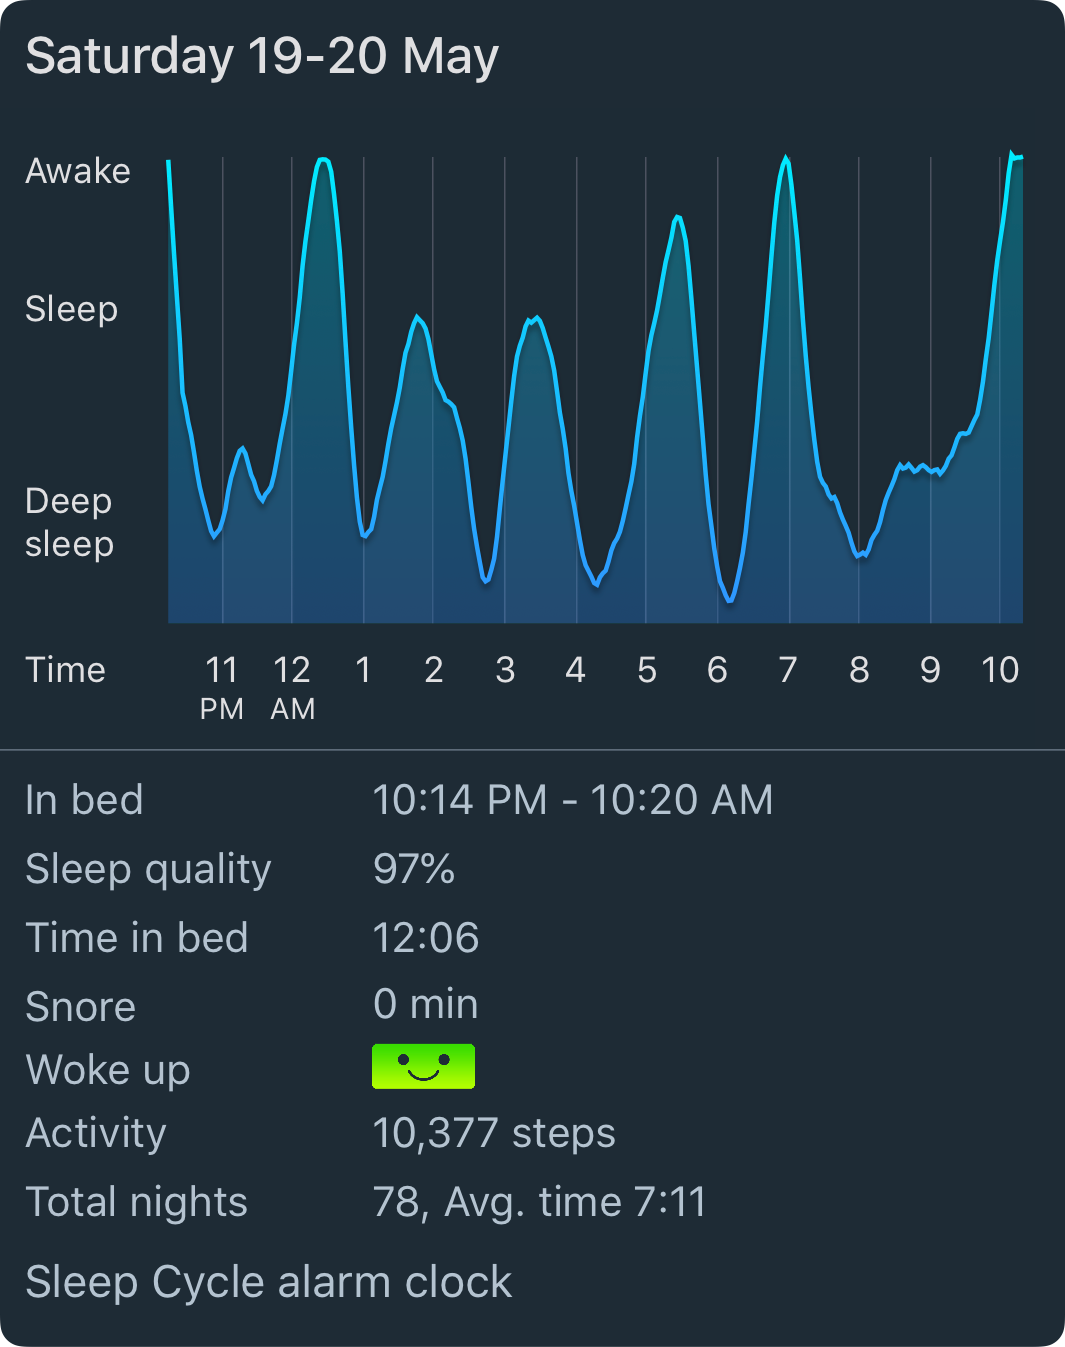 Saturday 19-20 May
Awake
Sleep
Deep
sleep
Time 11 12 1 2 3 4 5 6 7 8 9 10
PM AM
In bed 10:14 PM - 10:20 AM
Sleep quality 97%
Time in bed 12:06
Snore 0 min
Woke up
Activity 10,377 steps
Total nights 78, Avg. time 7:11
Sleep Cycle alarm clock